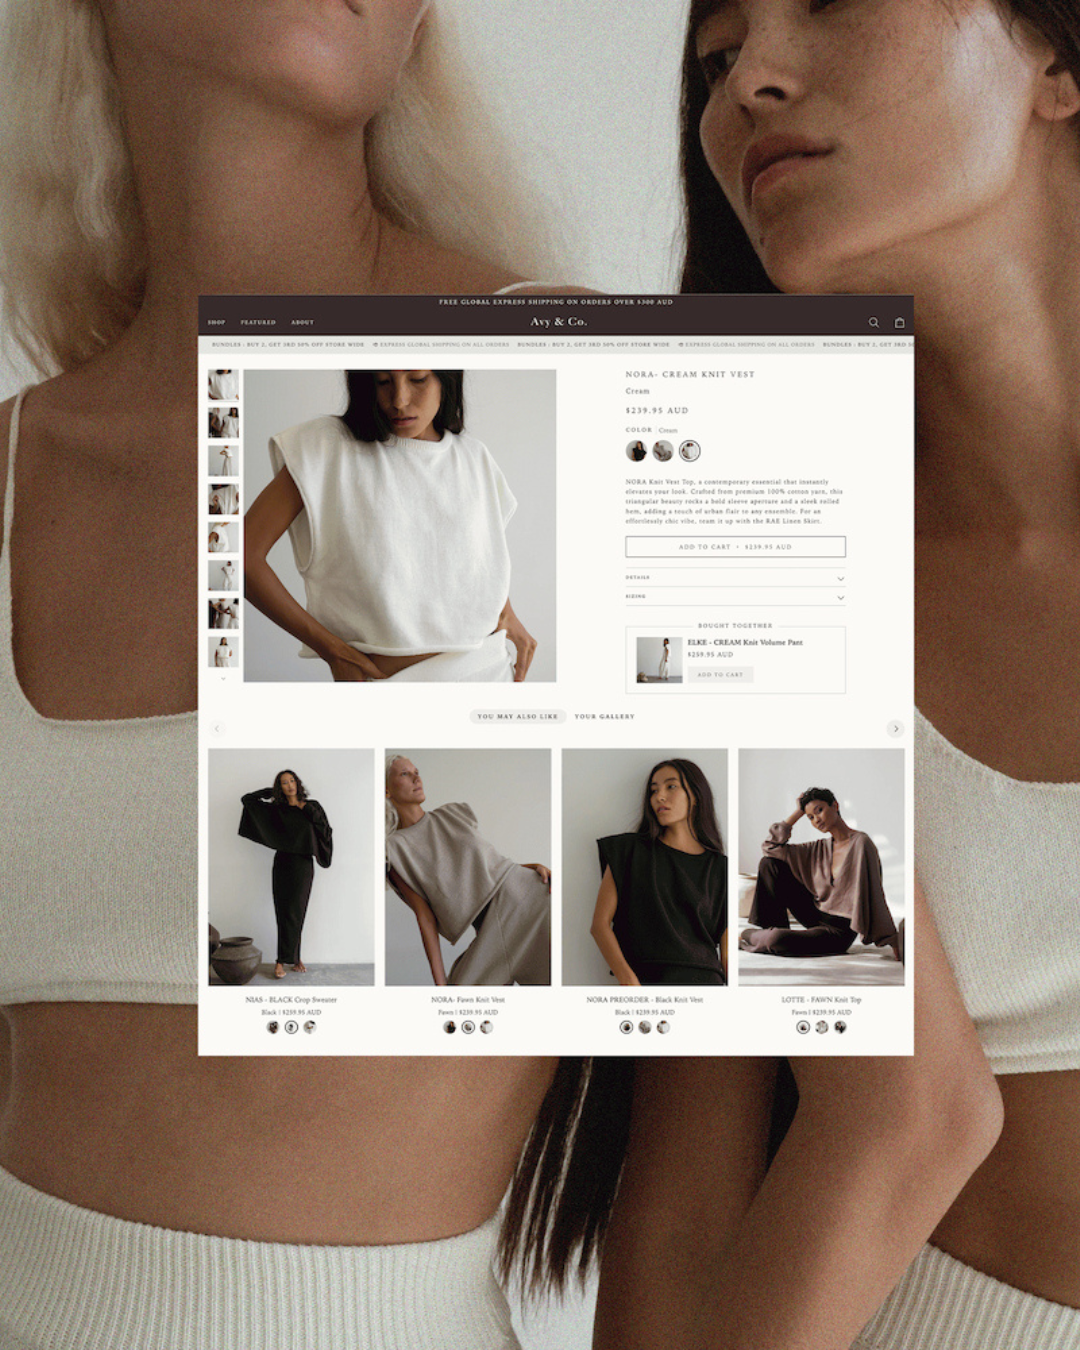 FREE GLOBAL EXPRESS SHIPPING ON ORDERS OVER $300 AUD
SHOP FEATURED ABOUT
Avy & Co.
BUNDLES : BUY 2, GET 3RD 50% OFF STORE WIDE EXPRESS GLOBAL SHIPPING ON ALL ORDERS BUNDLES : BUY 2, GET 3RD 50% OFF STORE WIDE EXPRESS GLOBAL SHIPPING ON ALL ORDERS BUNDLES : BUY 2, GET 3RD 50
NORA- CREAM KNIT VEST
Cream
$239.95 AUD
COLOR Cream
NORA Knit Vest Top, a contemporary essential that instantly
elevates your look. Crafted from premium 100% cotton yarn, this
triangular beauty rocks a bold sleeve aperture and a sleek rolled
hem, adding a touch of urban flair to any ensemble. For an
effortlessly chic vibe, team it up with the RAE Linen Skirt.
ADD TO CART • $239.95 AUD
DETAILS
SIZING
BOUGHT TOGETHER
ELKE - CREAM Knit Volume Pant
$259.95 AUD
ADD TO CART
YOU MAY ALSO LIKE YOUR GALLERY
NIAS - BLACK Crop Sweater
Black | $259.95 AUD
NORA- Fawn Knit Vest
Fawn | $239.95 AUD
NORA PREORDER - Black Knit Vest
Black | $239.95 AUD
LOTTE - FAWN Knit Top
Fawn | $239.95 AUD